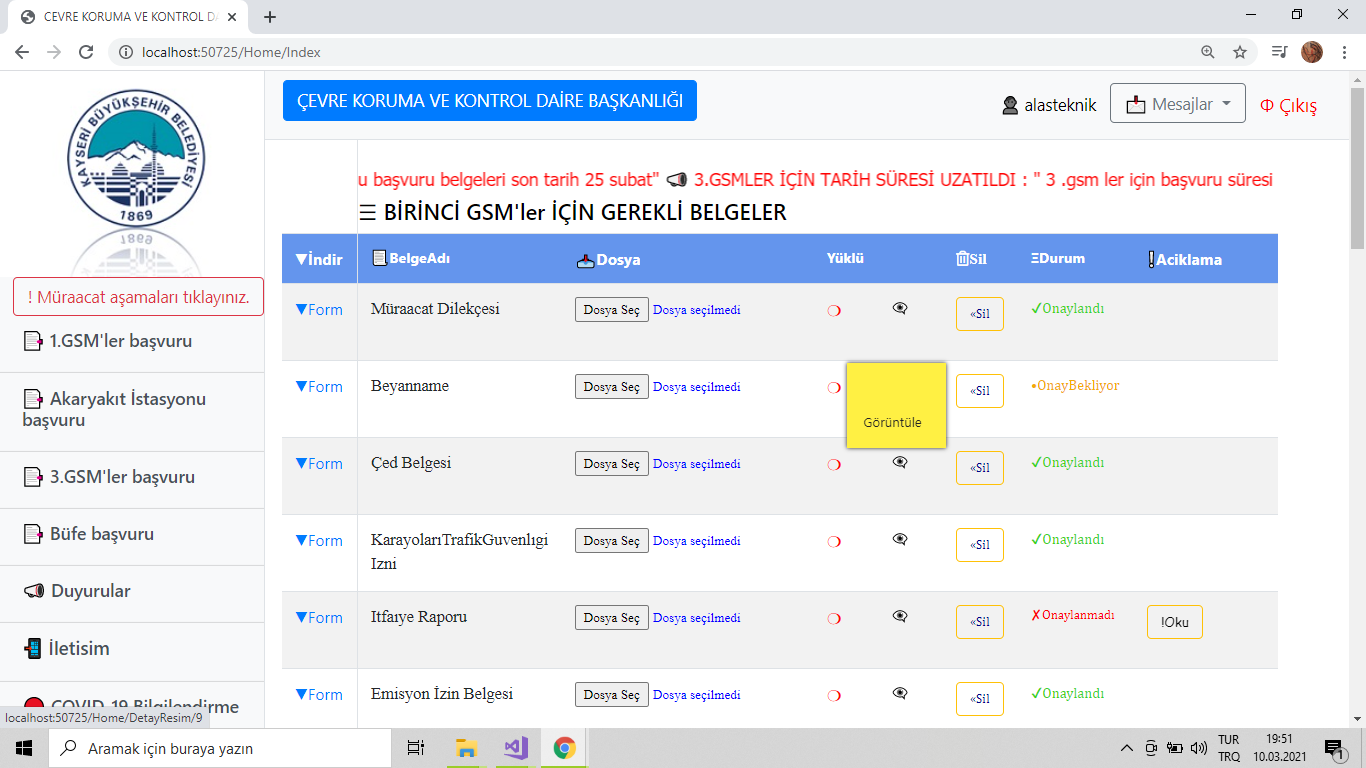 ÇEVRE KORUMA VE KONTROL D
localhost:50725/Home/Index
KAYSERİ BÜYÜKŞEHİR BELEDİYESİ
1869
ÇEVRE KORUMA VE KONTROL DAİRE BAŞKANLIĞI
alasteknik
Mesajlar
Çıkış
! Müraacat aşamaları tıklayınız.
1.GSM'ler başvuru
Akaryakıt İstasyonu
başvuru
3.GSM'ler başvuru
Büfe başvuru
Duyurular
İletisim
COVID-19 Bilgilendirme
localhost:50725/Home/DetayResim/9
u başvuru belgeleri son tarih 25 subat" 3.GSMLER İÇİN TARİH SÜRESİ UZATILDI : " 3 .gsm ler için başvuru süresi
☰ BİRİNCİ GSM'ler İÇİN GEREKLİ BELGELER
▼İndir BelgeAdı Dosya Yüklü Sil ΞDurum Aciklama
▼Form Müraacat Dilekçesi Dosya Seç Dosya seçilmedi «Sil ✓Onaylandı
▼Form Beyanname Dosya Seç Dosya seçilmedi «Sil •OnayBekliyor
Görüntüle
▼Form Çed Belgesi Dosya Seç Dosya seçilmedi «Sil ✓Onaylandı
▼Form KarayolarıTrafikGuvenlıgi Dosya Seç Dosya seçilmedi «Sil ✓Onaylandı
Izni
▼Form Itfaıye Raporu Dosya Seç Dosya seçilmedi «Sil ✗Onaylanmadı !Oku
▼Form Emisyon İzin Belgesi Dosya Seç Dosya seçilmedi «Sil ✓Onaylandı
Aramak için buraya yazın
TUR
TRQ
19:51
10.03.2021
1